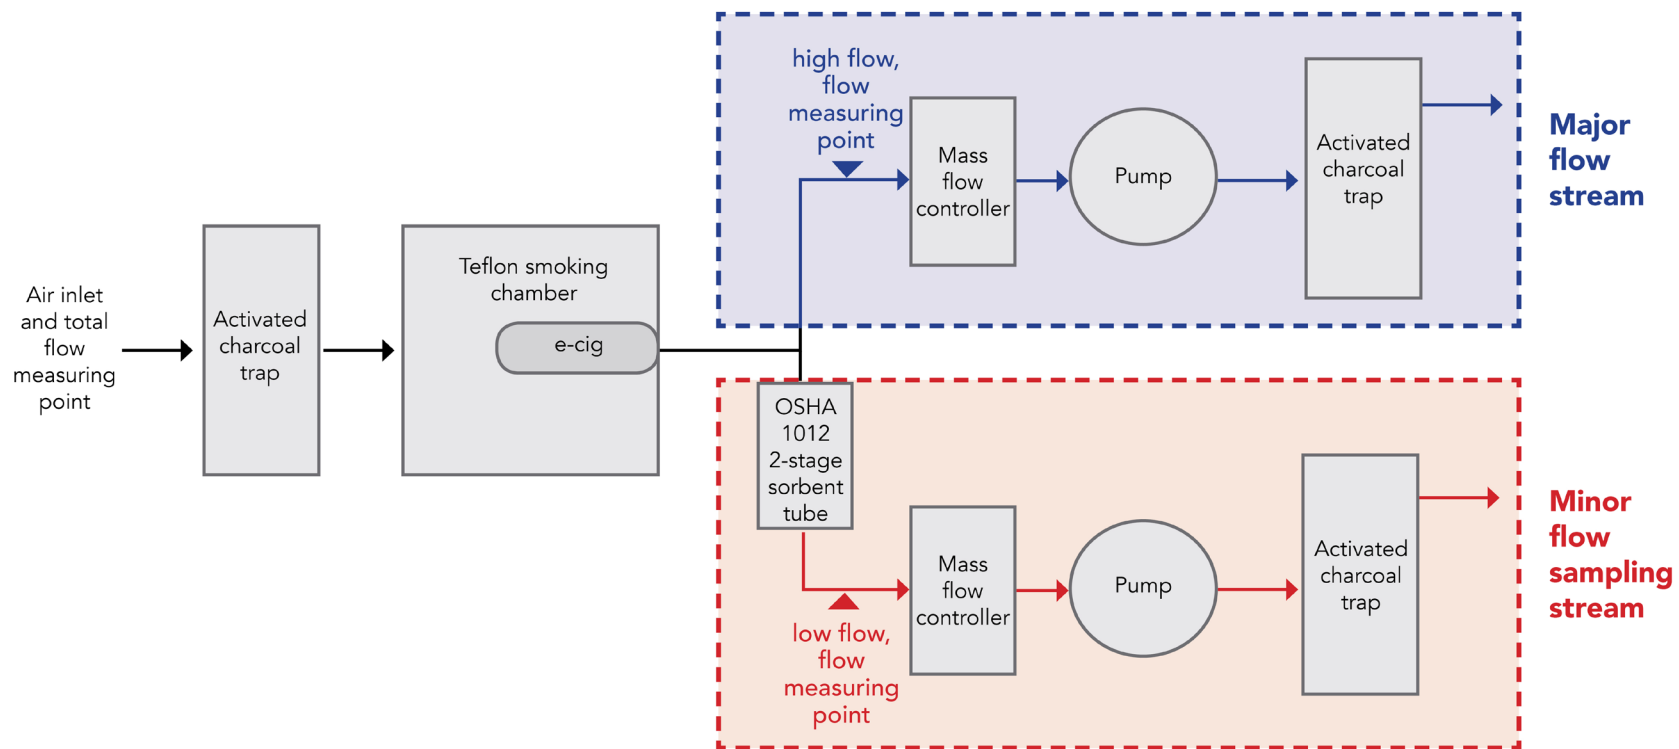 Air inlet
and total
flow
measuring
point
Activated
charcoal
trap
Teflon smoking
chamber
e-cig
high flow,
flow
measuring
point
Mass
flow
controller
Pump
Activated
charcoal
trap
Major
flow
stream
OSHA
1012
2-stage
sorbent
tube
low flow,
flow
measuring
point
Mass
flow
controller
Pump
Activated
charcoal
trap
Minor
flow
sampling
stream